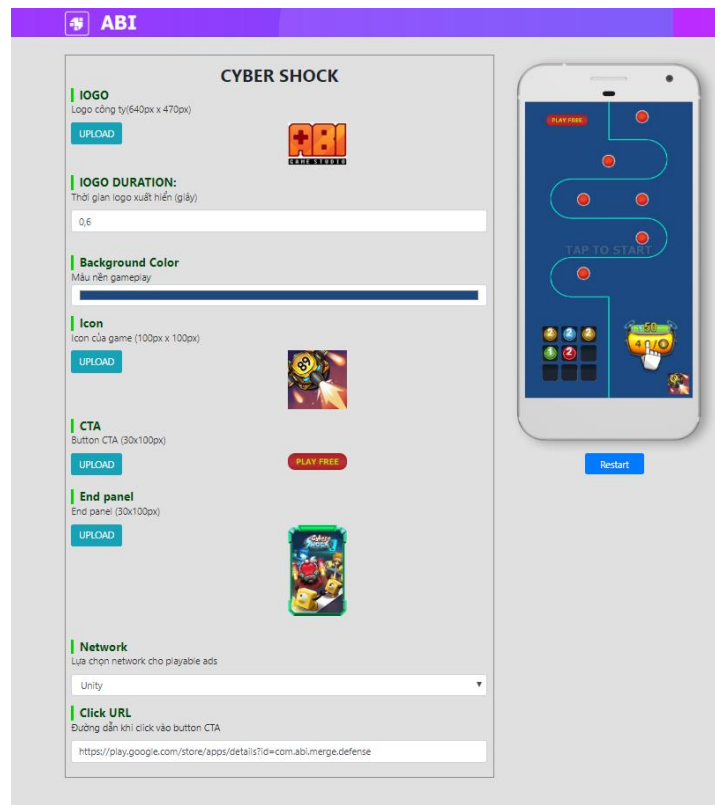 ABI
CYBER SHOCK
IOGO
Logo công ty(640px x 470px)
UPLOAD
ABI
GAME STUDIO
IOGO DURATION:
Thời gian logo xuất hiển (giây)
0,6
Background Color
Màu nền gameplay
Icon
Icon của game (100px x 100px)
UPLOAD
89
CTA
Button CTA (30x100px)
UPLOAD
PLAY FREE
End panel
End panel (30x100px)
UPLOAD
Network
Lựa chọn network cho playable ads
Unity
Click URL
Đường dẫn khi click vào button CTA
https://play.google.com/store/apps/details?id=com.abi.merge.defense
PLAY FREE
TAP TO START
2 2 2
1 2
50
Restart